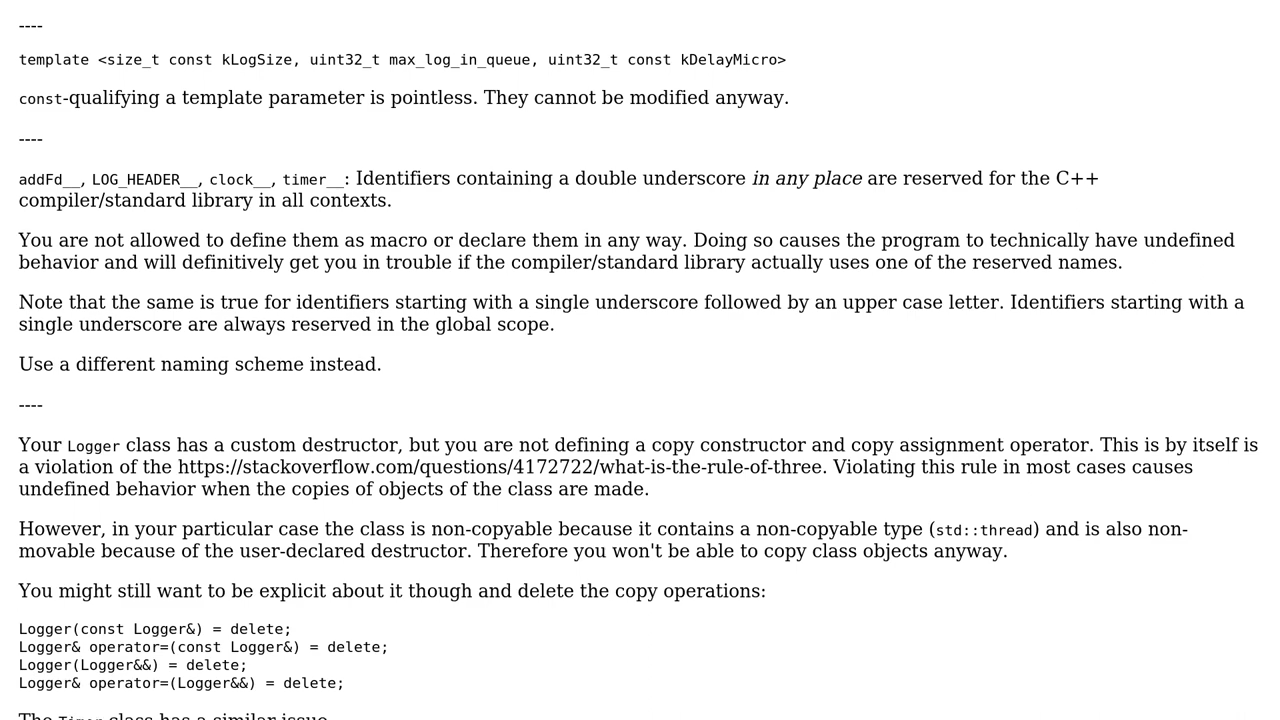 ----
template <size_t const kLogSize, uint32_t max_log_in_queue, uint32_t const kDelayMicro>
const-qualifying a template parameter is pointless. They cannot be modified anyway.
----
addFd__, LOG_HEADER__, clock__, timer__: Identifiers containing a double underscore in any place are reserved for the C++
compiler/standard library in all contexts.
You are not allowed to define them as macro or declare them in any way. Doing so causes the program to technically have undefined
behavior and will definitively get you in trouble if the compiler/standard library actually uses one of the reserved names.
Note that the same is true for identifiers starting with a single underscore followed by an upper case letter. Identifiers starting with a
single underscore are always reserved in the global scope.
Use a different naming scheme instead.
----
Your Logger class has a custom destructor, but you are not defining a copy constructor and copy assignment operator. This is by itself is
a violation of the https://stackoverflow.com/questions/4172722/what-is-the-rule-of-three. Violating this rule in most cases causes
undefined behavior when the copies of objects of the class are made.
However, in your particular case the class is non-copyable because it contains a non-copyable type (std::thread) and is also non-
movable because of the user-declared destructor. Therefore you won't be able to copy class objects anyway.
You might still want to be explicit about it though and delete the copy operations:
Logger(const Logger&) = delete;
Logger& operator=(const Logger&) = delete;
Logger(Logger&&) = delete;
Logger& operator=(Logger&&) = delete;
The Timer class has a similar issue.